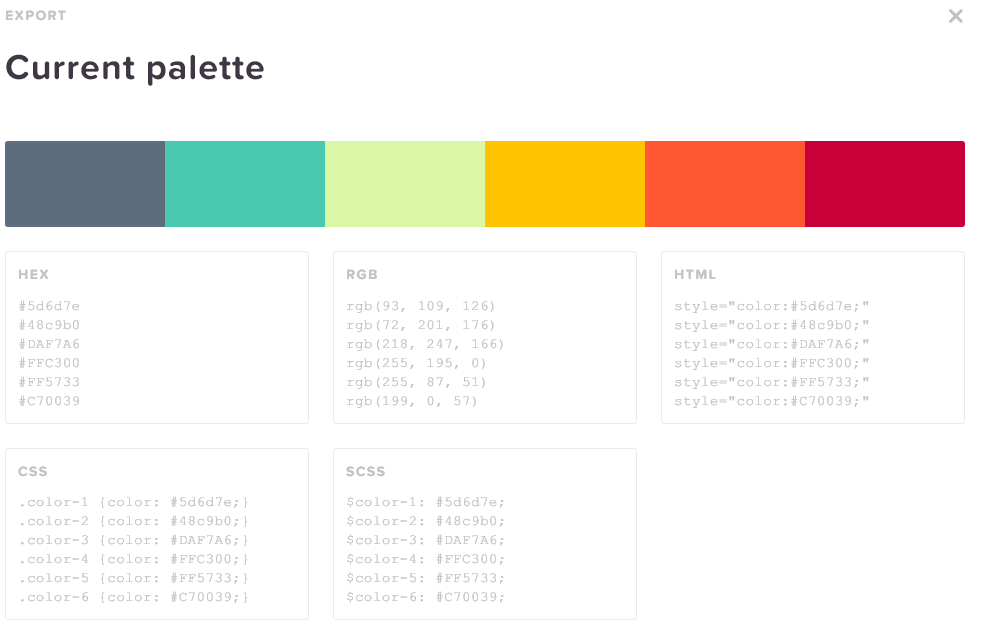 EXPORT
Current palette
HEX
#5d6d7e
#48c9b0
#DAF7A6
#FFC300
#FF5733
#C70039
RGB
rgb(93, 109, 126)
rgb(72, 201, 176)
rgb(218, 247, 166)
rgb(255, 195, 0)
rgb(255, 87, 51)
rgb(199, 0, 57)
HTML
style="color:#5d6d7e;"
style="color:#48c9b0;"
style="color:#DAF7A6;"
style="color:#FFC300;"
style="color:#FF5733;"
style="color:#C70039;"
CSS
.color-1 {color: #5d6d7e;}
.color-2 {color: #48c9b0;}
.color-3 {color: #DAF7A6;}
.color-4 {color: #FFC300;}
.color-5 {color: #FF5733;}
.color-6 {color: #C70039;}
SCSS
$color-1: #5d6d7e;
$color-2: #48c9b0;
$color-3: #DAF7A6;
$color-4: #FFC300;
$color-5: #FF5733;
$color-6: #C70039;